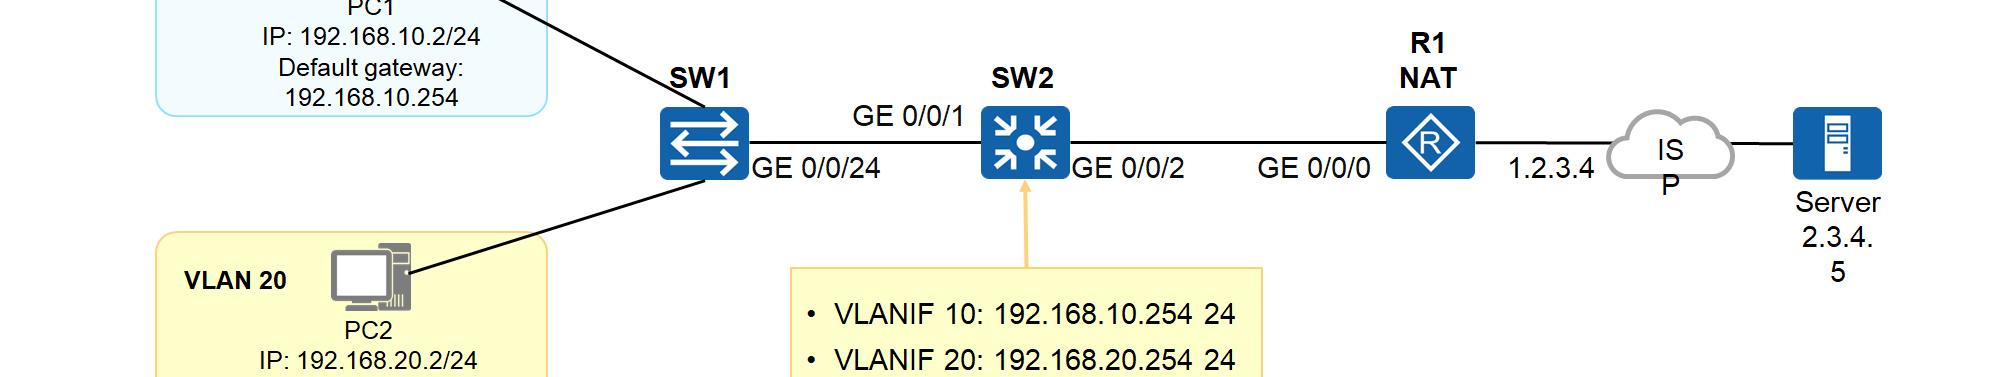 PC1
IP: 192.168.10.2/24
Default gateway:
192.168.10.254
SW1
GE 0/0/1
GE 0/0/24
SW2
GE 0/0/2
R1
NAT
GE 0/0/0
1.2.3.4
IS
P
Server
2.3.4.
5
VLAN 20
PC2
IP: 192.168.20.2/24
• VLANIF 10: 192.168.10.254 24
• VLANIF 20: 192.168.20.254 24